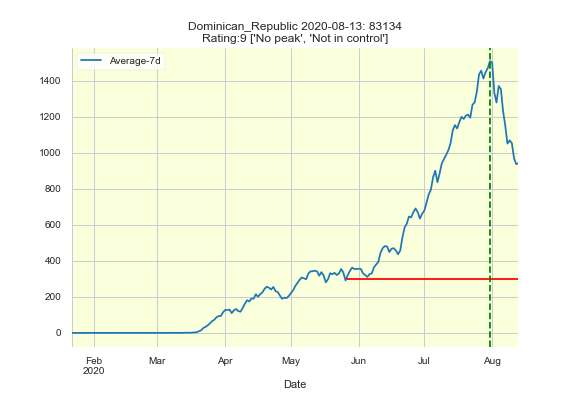 Dominican_Republic 2020-08-13: 83134
Rating:9 ['No peak', 'Not in control']
Average-7d
1400
1200
1000
800
600
400
200
0
Feb
2020
Mar
Apr
May
Jun
Jul
Aug
Date